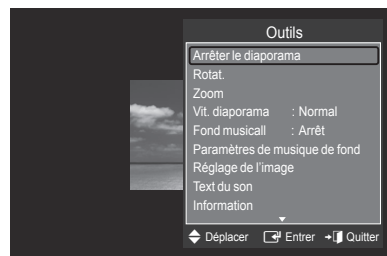 Outils
Arrêter le diaporama
Rotat.
Zoom
Vit. diaporama : Normal
Fond musicall : Arrêt
Paramètres de musique de fond
Réglage de l'image
Text du son
Information
Déplacer Entrer Quitter